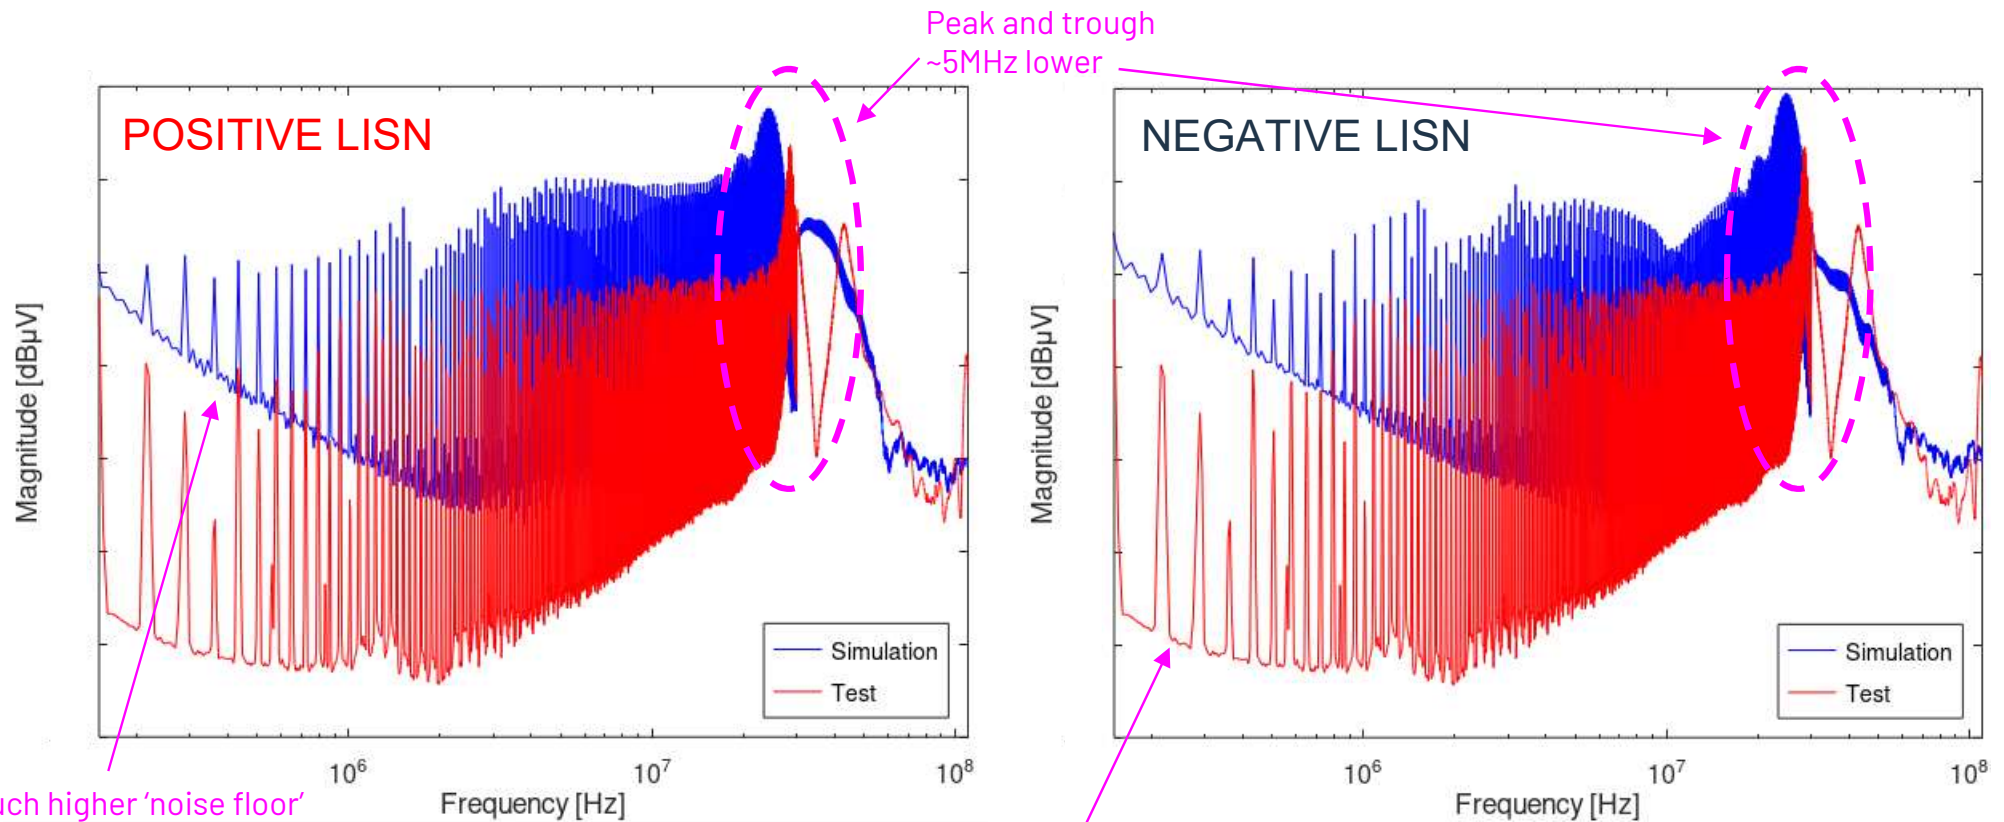 Peak and trough
~5MHz lower
POSITIVE LISN
NEGATIVE LISN
Magnitude [dBµV]
Simulation
Test
10⁶
10⁷
10⁸
Frequency [Hz]
Magnitude [dBµV]
Simulation
Test
10⁶
10⁷
10⁸
Frequency [Hz]
higher ‘noise floor’